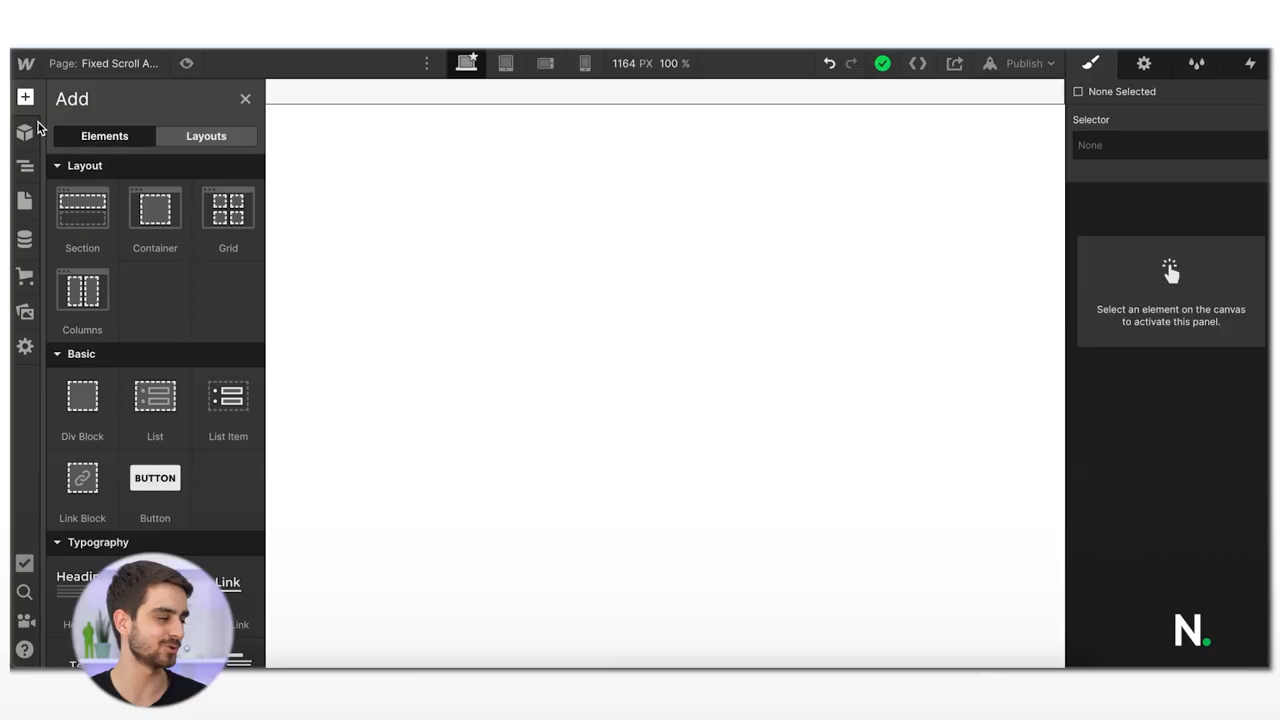 Page: Fixed Scroll A...
1164 PX 100 %
Publish
Add
None Selected
Selector
None
Elements
Layouts
Layout
Section
Container
Grid
Columns
Select an element on the canvas
to activate this panel.
Basic
Div Block
List
List Item
BUTTON
Link Block
Button
Typography
Link
Link
N.